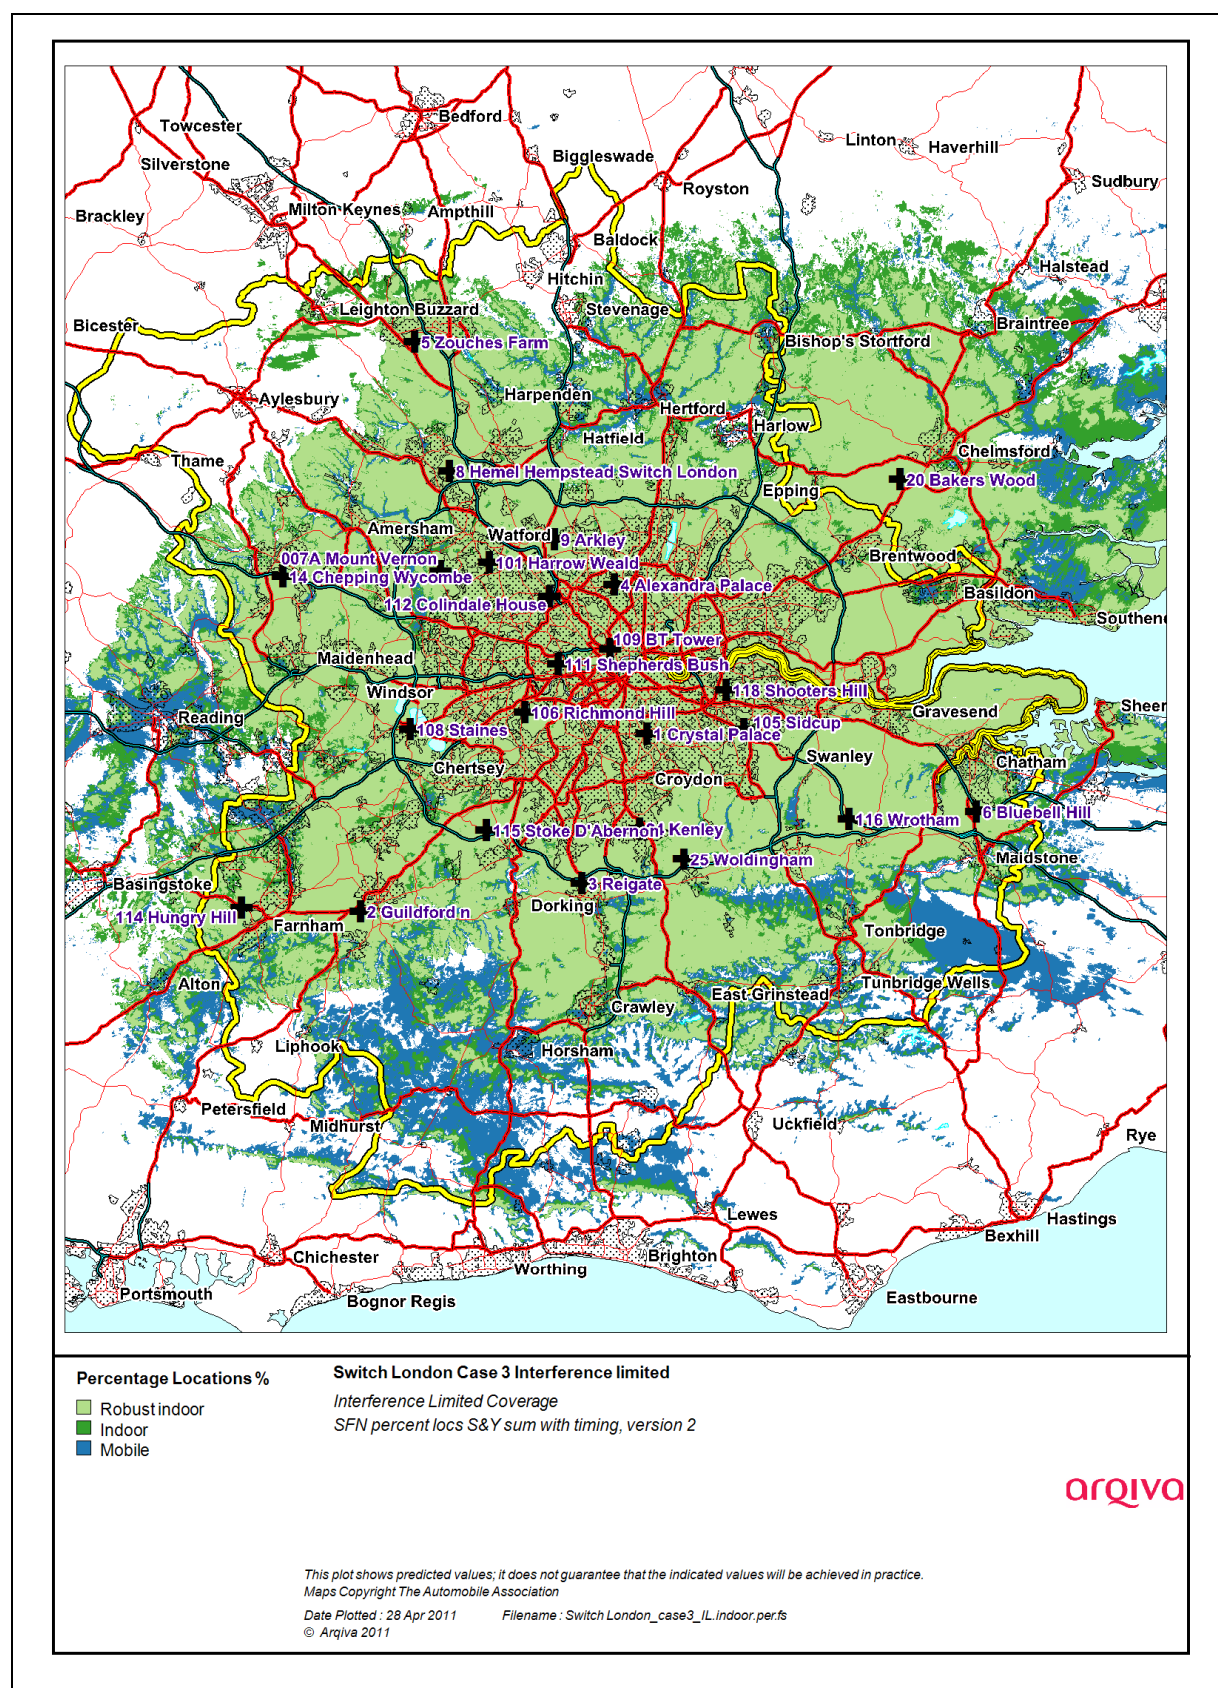 Bedford
Towcester
Linton
Haverhill
Silverstone
Biggleswade
Royston
Sudbury
Milton Keynes
Ampthill
Brackley
Baldock
Halstead
Hitchin
Leighton Buzzard
Stevenage
Bicester
Braintree
5 Zouches Farm
Bishop's Stortford
Aylesbury
Harpenden
Hertford
Harlow
Hatfield
Chelmsford
Thame
8 Hemel Hempstead Switch London
20 Bakers Wood
Epping
Amersham
Watford
9 Arkley
Brentwood
007A Mount Vernon
101 Harrow Weald
14 Chepping Wycombe
4 Alexandra Palace
Basildon
112 Colindale House
Southend
109 BT Tower
Maidenhead
111 Shepherds Bush
Windsor
118 Shooters Hill
Sheer
106 Richmond Hill
Gravesend
Reading
108 Staines
105 Sidcup
1 Crystal Palace
Swanley
Chatham
Chertsey
Croydon
6 Bluebell Hill
116 Wrotham
115 Stoke D'Abernon
Kenley
25 Woldingham
Maidstone
Basingstoke
3 Reigate
114 Hungry Hill
2 Guildford n
Dorking
Farnham
Tonbridge
Alton
East Grinstead
Tunbridge Wells
Crawley
Liphook
Horsham
Petersfield
Midhurst
Uckfield
Rye
Lewes
Hastings
Bexhill
Chichester
Brighton
Worthing
Portsmouth
Bognor Regis
Eastbourne
Percentage Locations %
Robust indoor
Indoor
Mobile
Switch London Case 3 Interference limited
Interference Limited Coverage
SFN percent locs S&Y sum with timing, version 2
arqiva
This plot shows predicted values; it does not guarantee that the indicated values will be achieved in practice.
Maps Copyright The Automobile Association
Date Plotted : 28 Apr 2011 Filename : Switch London_case3_IL.indoor.per.fs
© Arqiva 2011